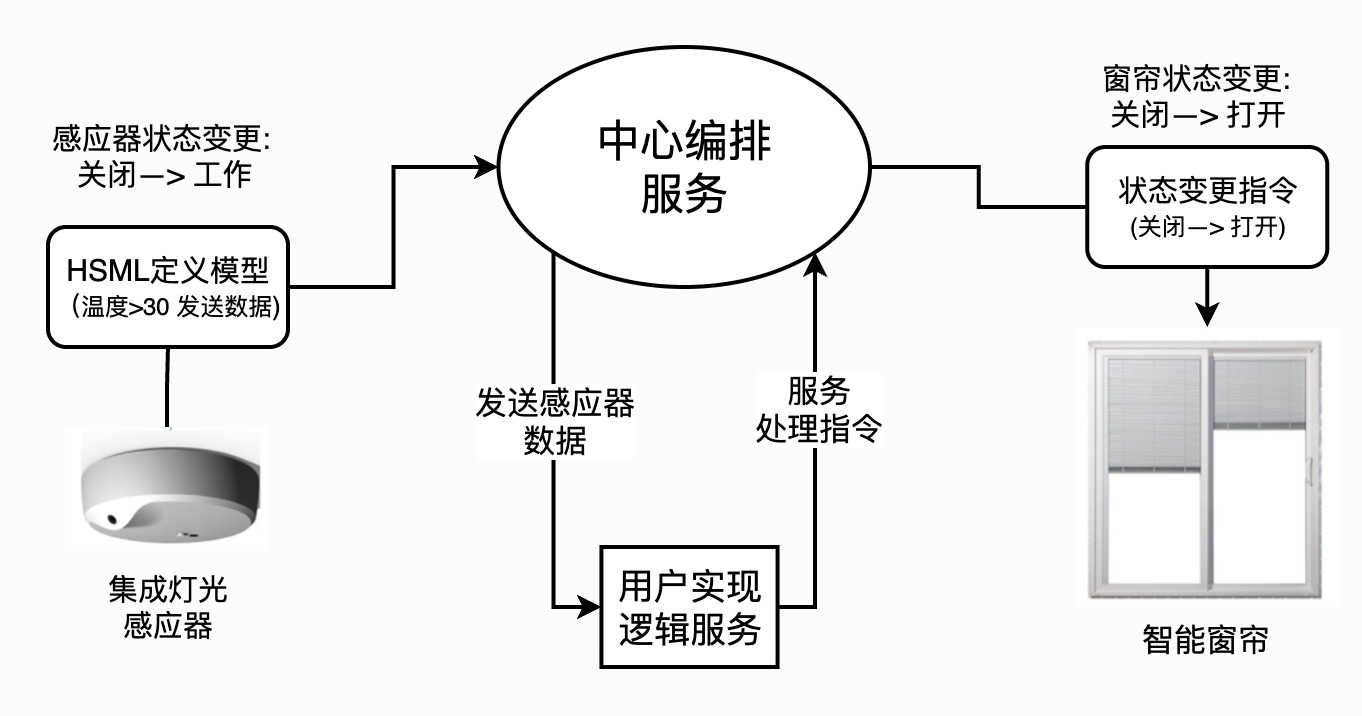 感应器状态变更:
关闭—> 工作
HSML定义模型
（温度>30 发送数据)
集成灯光
感应器
中心编排
服务
发送感应器
数据
服务
处理指令
用户实现
逻辑服务
窗帘状态变更:
关闭—> 打开
状态变更指令
(关闭—> 打开)
智能窗帘